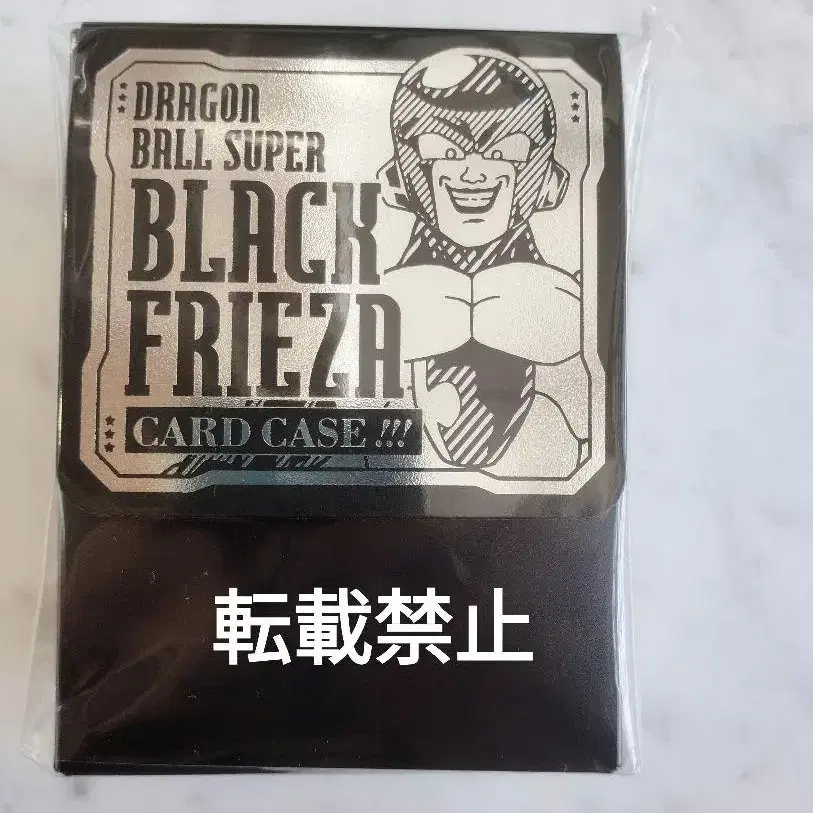 DRAGON
BALL SUPER
BLACK
FRIEZA
CARD CASE !!!
転載禁止